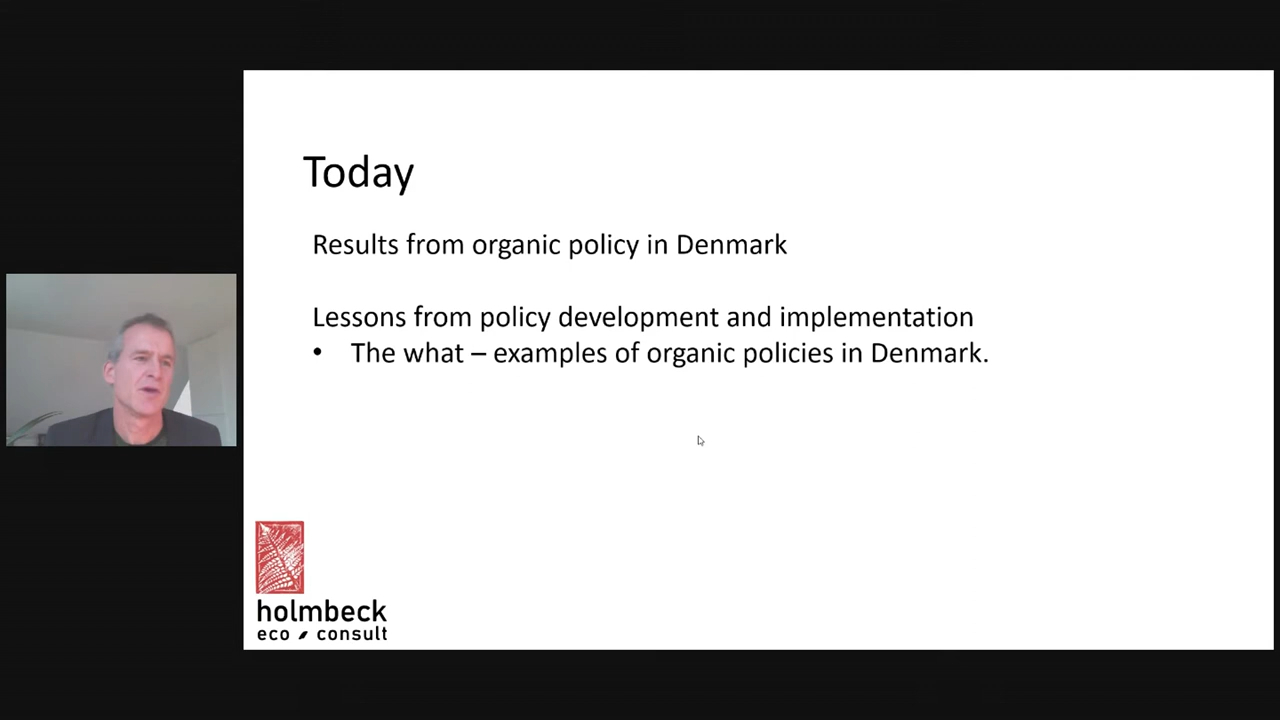 Today
Results from organic policy in Denmark
Lessons from policy development and implementation
• The what – examples of organic policies in Denmark.
holmbeck
eco consult